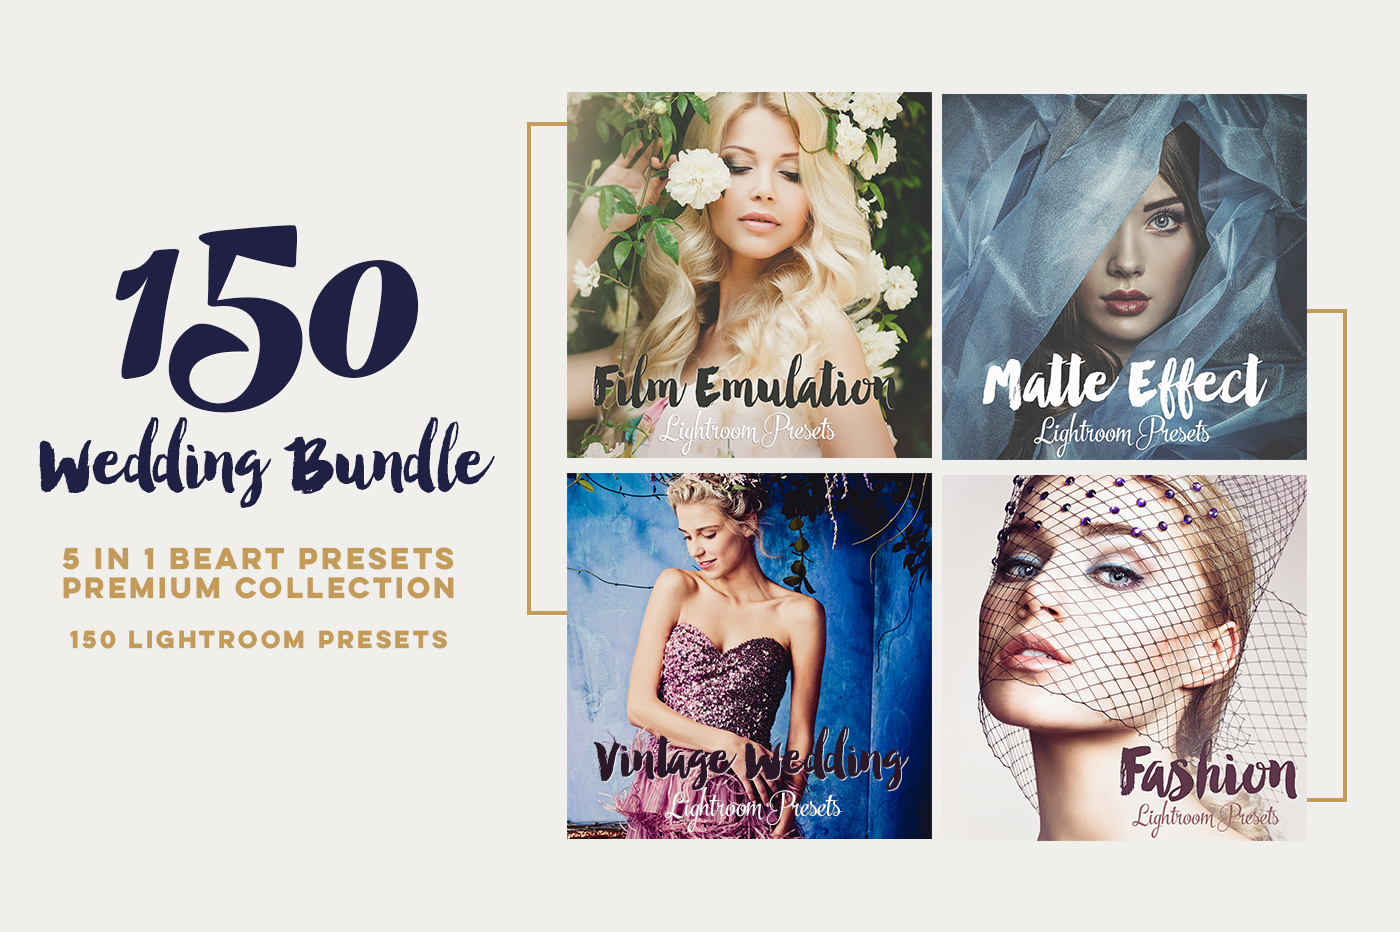 150
Wedding Bundle
5 IN 1 BEART PRESETS
PREMIUM COLLECTION
150 LIGHTROOM PRESETS
Film Emulation
Lightroom Presets
Matte Effect
Lightroom Presets
Vintage Wedding
Lightroom Presets
Fashion
Lightroom Presets